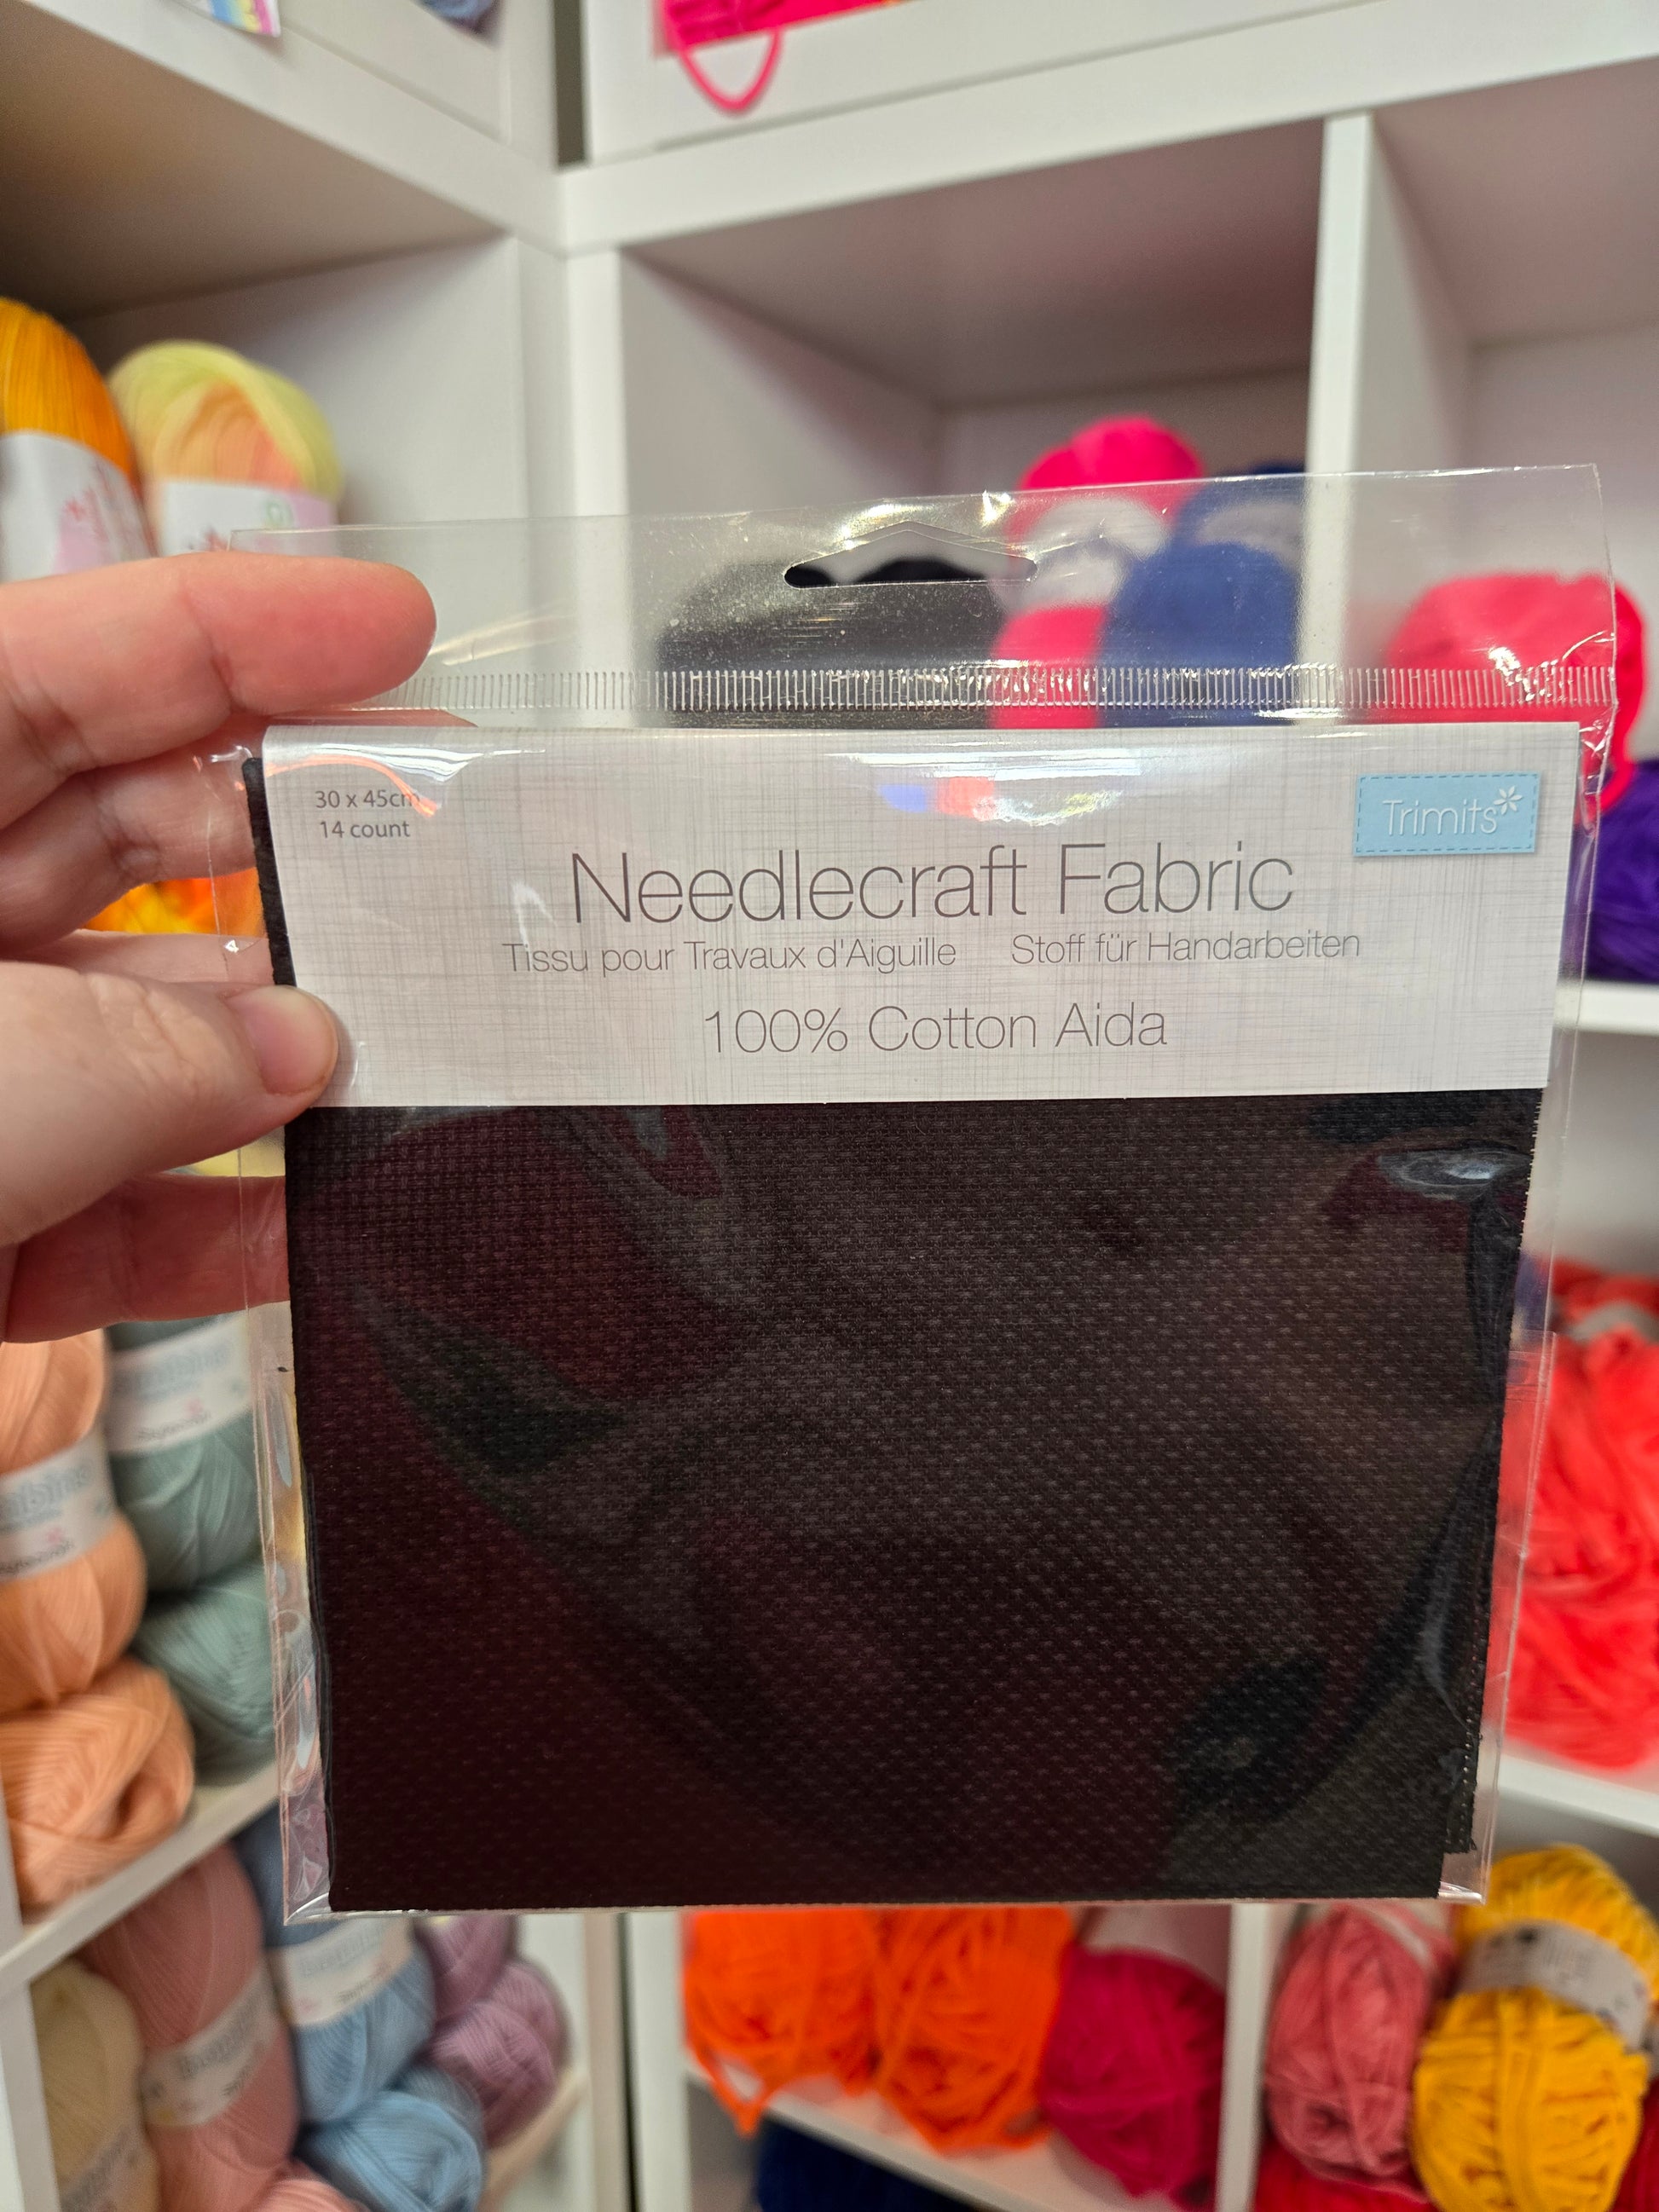 30 x 45cm
14 count
Trimits
Needlecraft Fabric
Tissu pour Travaux d'Aiguille Stoff für Handarbeiten
100% Cotton Aida